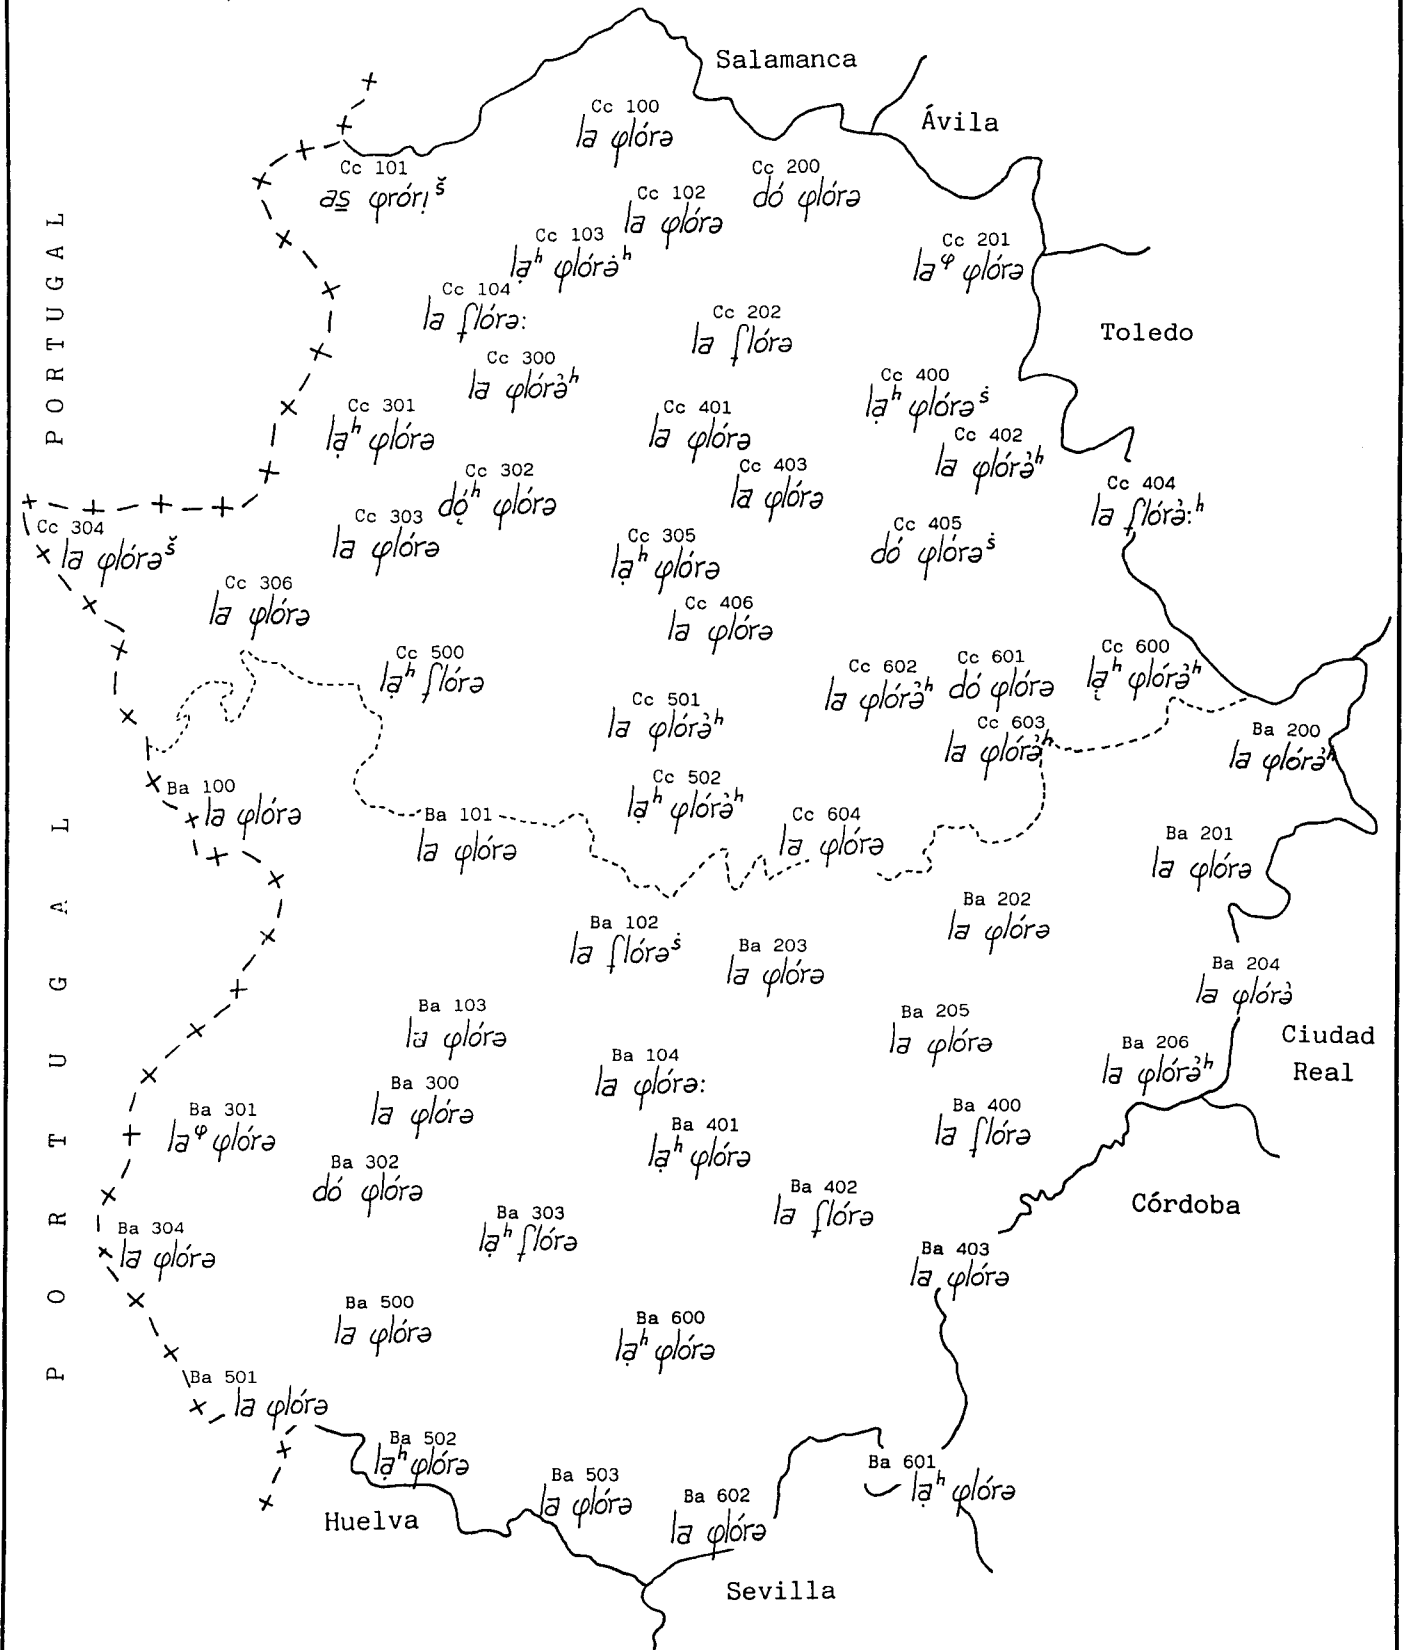 Salamanca
Ávila
Cc 100
la φlórə
Cc 101
as̱ φrórịˢ̌
Cc 200
dó φlórə
Cc 102
la φlórə
Cc 103
lạʰ φlórə̇ʰ
Cc 201
laᵠ φlórə
Cc 104
la ƒlórə:
Cc 202
la ƒlórə
Toledo
Cc 300
la φlórə̉ʰ
Cc 301
lạʰ φlórə
Cc 401
la φlórə
Cc 400
lạʰ φlórəˢ̇
Cc 402
la φlórə̉ʰ
Cc 302
dọ́ʰ φlórə
Cc 403
la φlórə
Cc 404
la ƒlórə̉:ʰ
Cc 303
la φlórə
Cc 304
la φlórəˢ̌
Cc 305
lạʰ φlórə
Cc 405
dó φlórəˢ̇
Cc 306
la φlórə
Cc 406
la φlórə
Cc 500
lạʰ ƒlórə
Cc 602
la φlórə̉ʰ
Cc 601
dó φlórə
Cc 600
lạʰ φlórə̉ʰ
Cc 501
la φlórə̉ʰ
Cc 603
la φlórə̉ʰ
Ba 200
la φlórə̉ʰ
Cc 502
lạʰ φlórə̉ʰ
Ba 100
la φlórə
Ba 101
la φlórə
Cc 604
la φlórə
Ba 201
la φlórə
Ba 102
la ƒlórəˢ̇
Ba 203
la φlórə
Ba 202
la φlórə
Ba 204
la φlórə̉
Ba 103
la φlórə
Ba 205
la φlórə
Ciudad
Real
Ba 104
la φlórə:
Ba 206
la φlórə̉ʰ
Ba 300
la φlórə
Ba 301
laᵠ φlórə
Ba 401
lạʰ φlórə
Ba 400
la ƒlórə
Ba 302
dó φlórə
Ba 402
la ƒlórə
Córdoba
Ba 303
lạʰ ƒlórə
Ba 304
la φlórə
Ba 403
la φlórə
Ba 500
la φlórə
Ba 600
lạʰ φlórə
Ba 501
la φlórə
Ba 502
lạʰ φlórə
Ba 503
la φlórə
Ba 602
la φlórə
Ba 601
lạʰ φlórə
Huelva
Sevilla
PORTUGAL
PORTUGAL